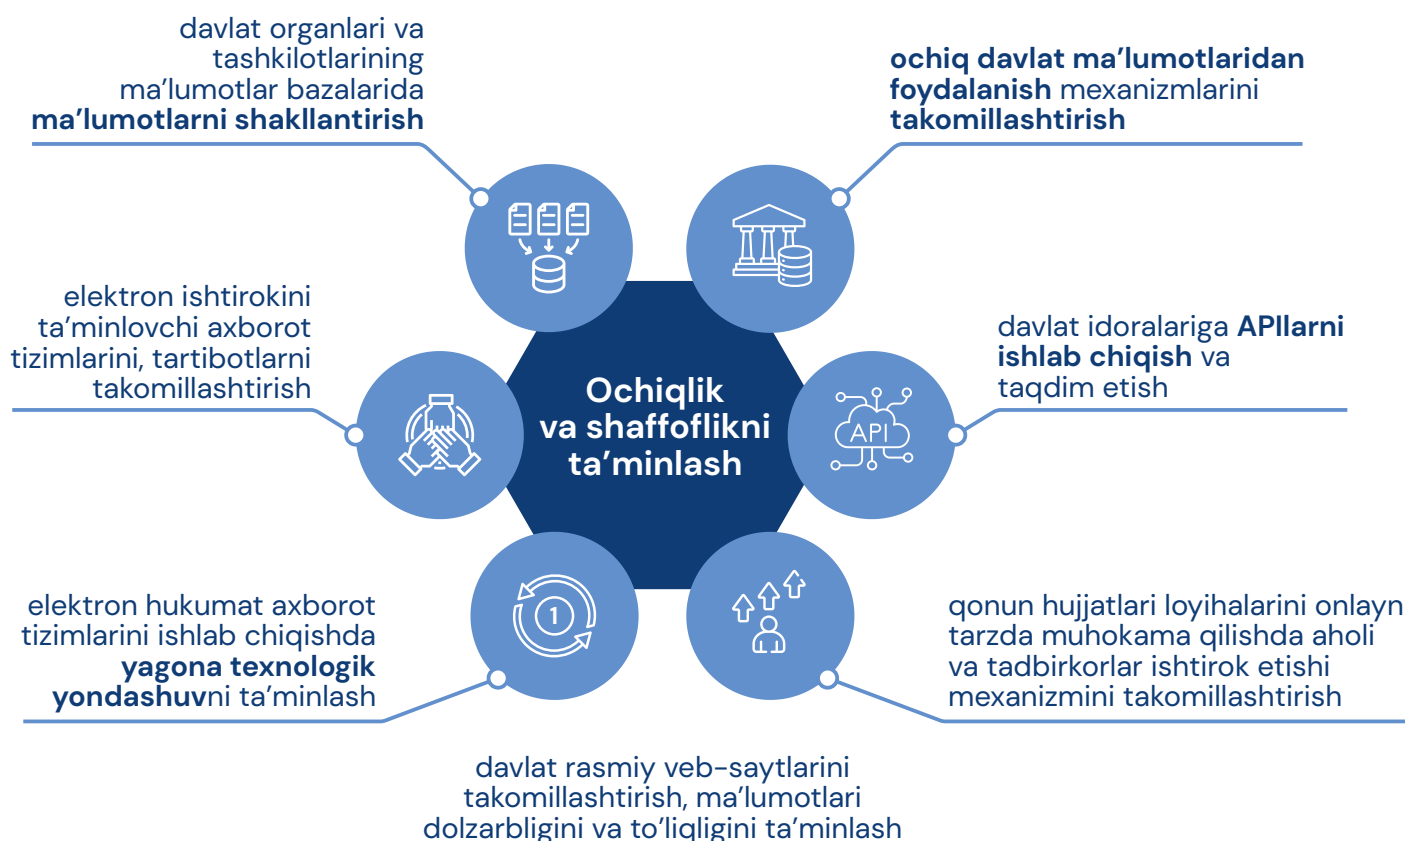 davlat organlari va
tashkilotlarining
ma’lumotlar bazalarida
ma’lumotlarni shakllantirish
ochiq davlat ma’lumotlaridan
foydalanish mexanizmlarini
takomillashtirish
elektron ishtirokini
ta’minlovchi axborot
tizimlarini, tartibotlarni
takomillashtirish
Ochiqlik
va shaffoflikni
ta’minlash
davlat idoralariga APIlarni
ishlab chiqish va
taqdim etish
API
elektron hukumat axborot
tizimlarini ishlab chiqishda
yagona texnologik
yondashuvni ta’minlash
1
qonun hujjatlari loyihalarini onlayn
tarzda muhokama qilishda aholi
va tadbirkorlar ishtirok etishi
mexanizmini takomillashtirish
davlat rasmiy veb-saytlarini
takomillashtirish, ma’lumotlari
dolzarbligini va to’liqligini ta’minlash